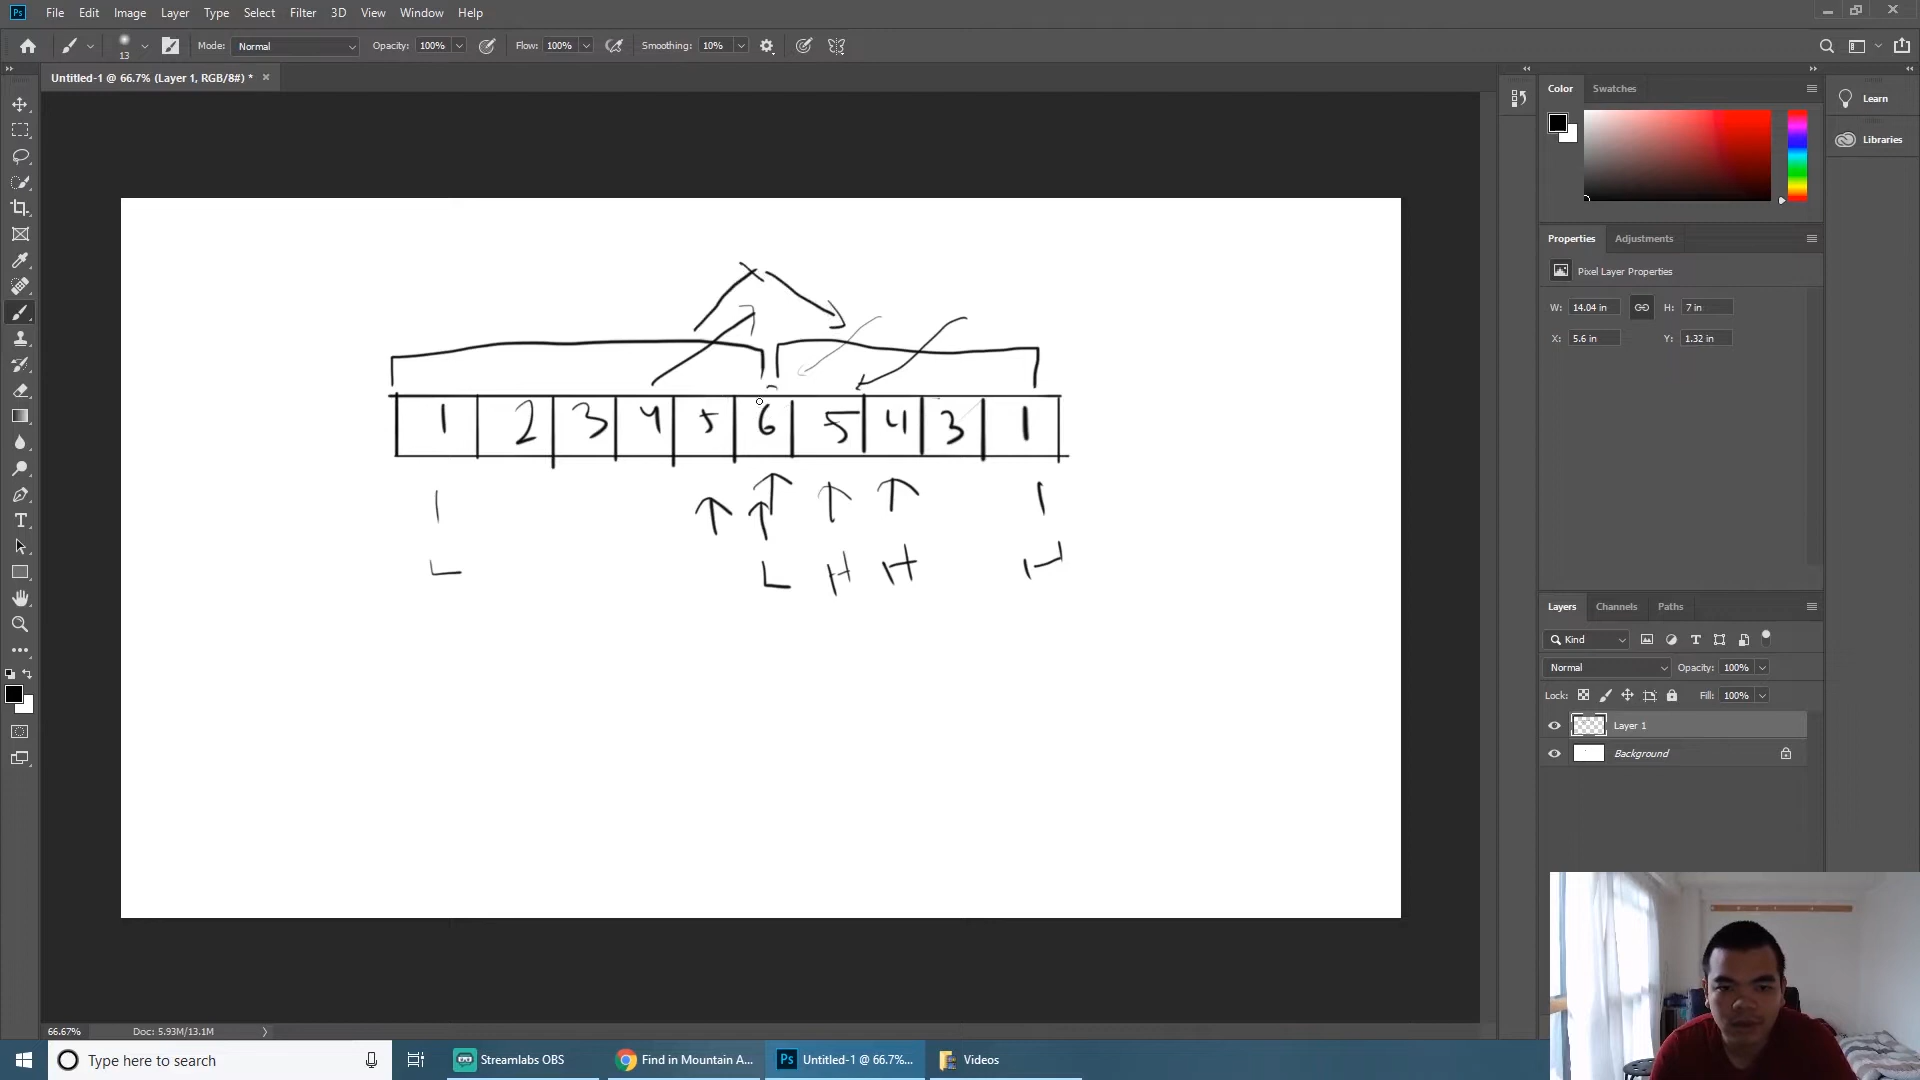 Ps File Edit Image Layer Type Select Filter 3D View Window Help
13 Mode: Normal Opacity: 100% Flow: 100% Smoothing: 10%
Untitled-1 @ 66.7% (Layer 1, RGB/8#) * ×
Color Swatches
Learn
Libraries
Properties Adjustments
Pixel Layer Properties
W: 14.04 in H: 7 in
X: 5.6 in Y: 1.32 in
1 2 3 4 5 6 5 4 3 1
L L H H H
Layers Channels Paths
Kind
Normal Opacity: 100%
Lock: Fill: 100%
Layer 1
Background
66.67% Doc: 5.93M/13.1M
Type here to search Streamlabs OBS Find in Mountain A... Ps Untitled-1 @ 66.7%... Videos